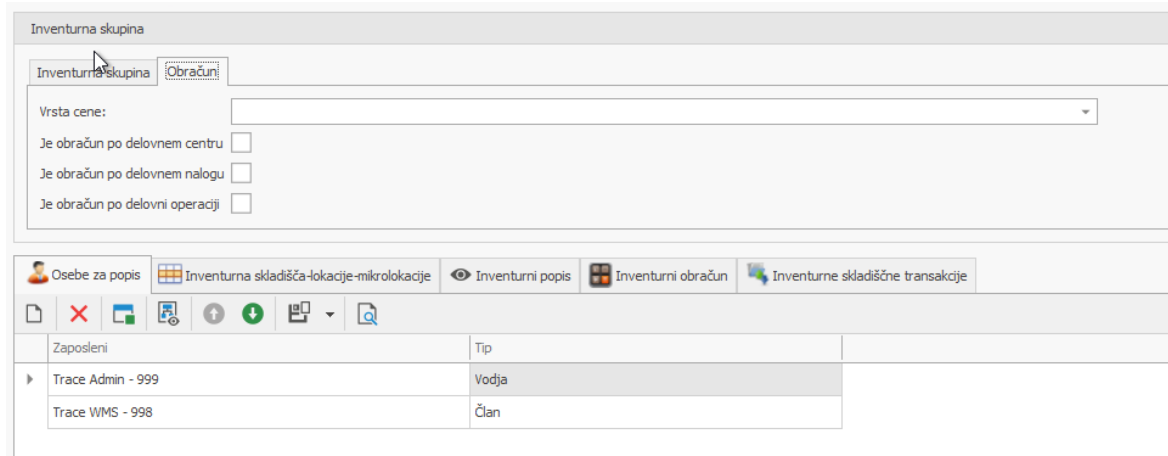 Inventurna skupina
Inventurna skupina Obračun
Vrsta cene:
Je obračun po delovnem centru
Je obračun po delovnem nalogu
Je obračun po delovni operaciji
Osebe za popis Inventurna skladišča-lokacije-mikrolokacije Inventurni popis Inventurni obračun Inventurne skladiščne transakcije
Zaposleni Tip
Trace Admin - 999 Vodja
Trace WMS - 998 Član